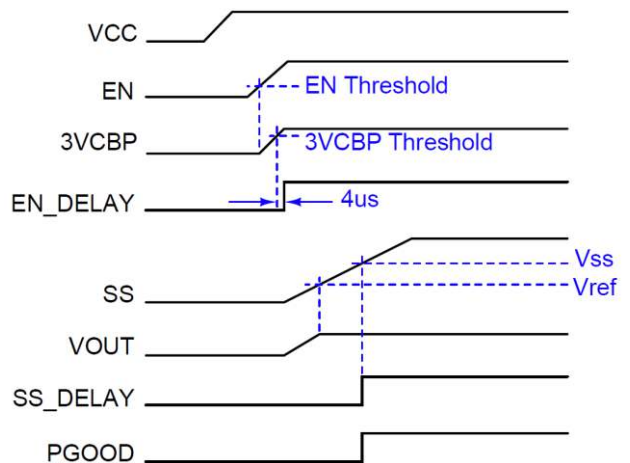 VCC
EN
EN Threshold
3VCBP
3VCBP Threshold
EN_DELAY
4us
SS
Vss
Vref
VOUT
SS_DELAY
PGOOD